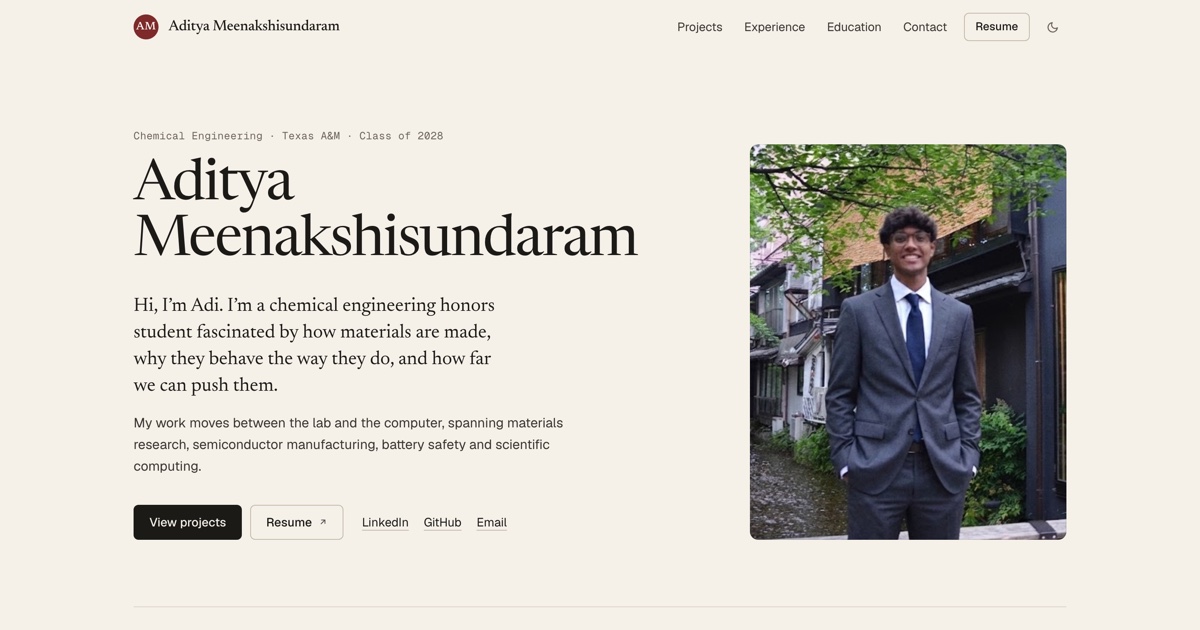 AM
Aditya Meenakshisundaram
Projects
Experience
Education
Contact
Resume
Chemical Engineering · Texas A&M · Class of 2028
Aditya
Meenakshisundaram
Hi, I’m Adi. I’m a chemical engineering honors
student fascinated by how materials are made,
why they behave the way they do, and how far
we can push them.
My work moves between the lab and the computer, spanning materials
research, semiconductor manufacturing, battery safety and scientific
computing.
View projects
Resume ↗
LinkedIn
GitHub
Email